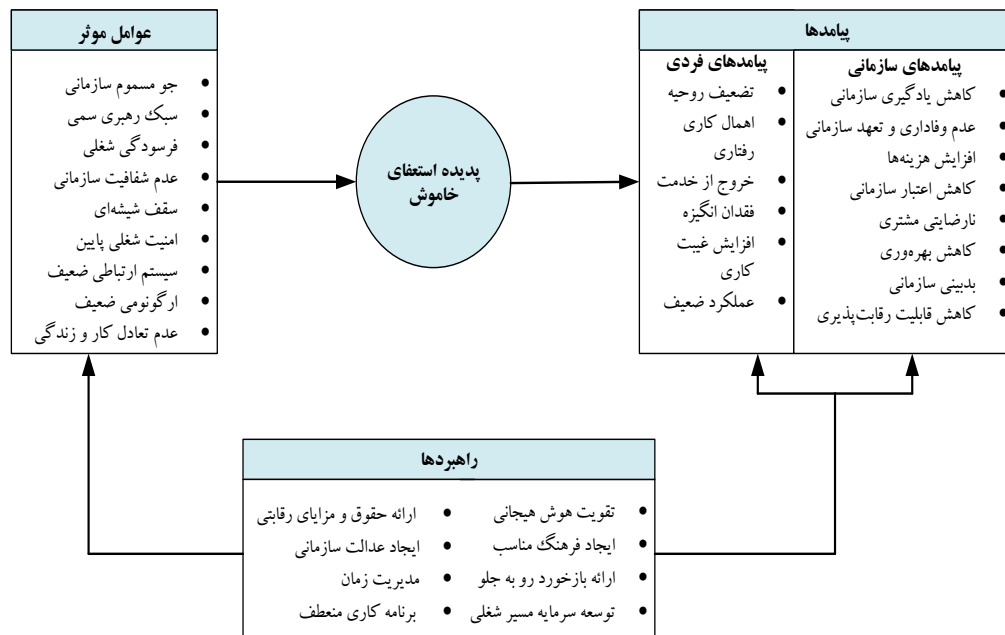 عوامل موثر
جو مسموم سازمانی
سبک رهبری سمی
فرسودگی شغلی
عدم شفافیت سازمانی
سقف شیشه‌ای
امنیت شغلی پایین
سیستم ارتباطی ضعیف
ارگونومی ضعیف
عدم تعادل کار و زندگی
پدیده استعفای
خاموش
پیامدها
پیامدهای سازمانی
کاهش یادگیری سازمانی
عدم وفاداری و تعهد سازمانی
افزایش هزینه‌ها
کاهش اعتبار سازمانی
نارضایتی مشتری
کاهش بهره‌وری
بدبینی سازمانی
کاهش قابلیت رقابت‌پذیری
پیامدهای فردی
تضعیف روحیه
اهمال کاری
رفتاری
خروج از خدمت
فقدان انگیزه
افزایش غیبت
کاری
عملکرد ضعیف
راهبردها
تقویت هوش هیجانی
ایجاد فرهنگ مناسب
ارائه بازخورد رو به جلو
توسعه سرمایه مسیر شغلی
ارائه حقوق و مزایای رقابتی
ایجاد عدالت سازمانی
مدیریت زمان
برنامه کاری منعطف